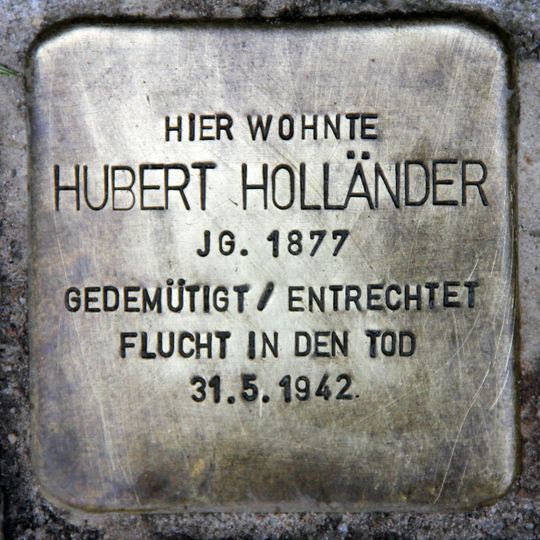 HIER WOHNTE
HUBERT HOLLÄNDER
JG. 1877
GEDEMÜTIGT / ENTRECHTET
FLUCHT IN DEN TOD
31.5.1942